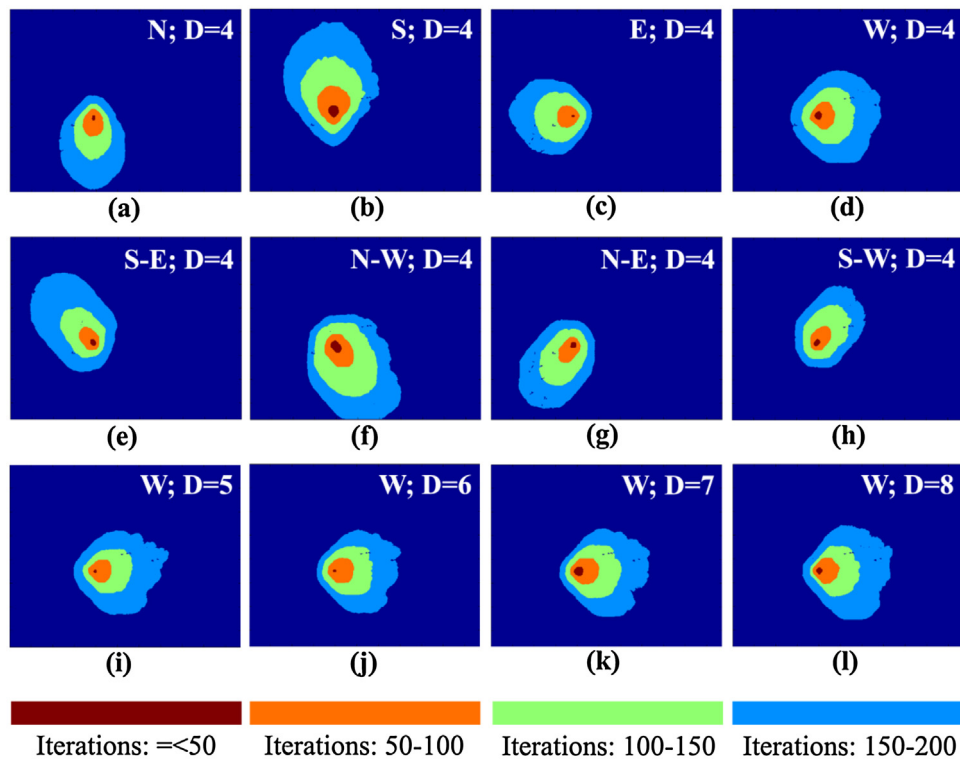 N; D=4
S; D=4
E; D=4
W; D=4
(a)
(b)
(c)
(d)
S-E; D=4
N-W; D=4
N-E; D=4
S-W; D=4
(e)
(f)
(g)
(h)
W; D=5
W; D=6
W; D=7
W; D=8
(i)
(j)
(k)
(l)
Iterations: =<50
Iterations: 50-100
Iterations: 100-150
Iterations: 150-200